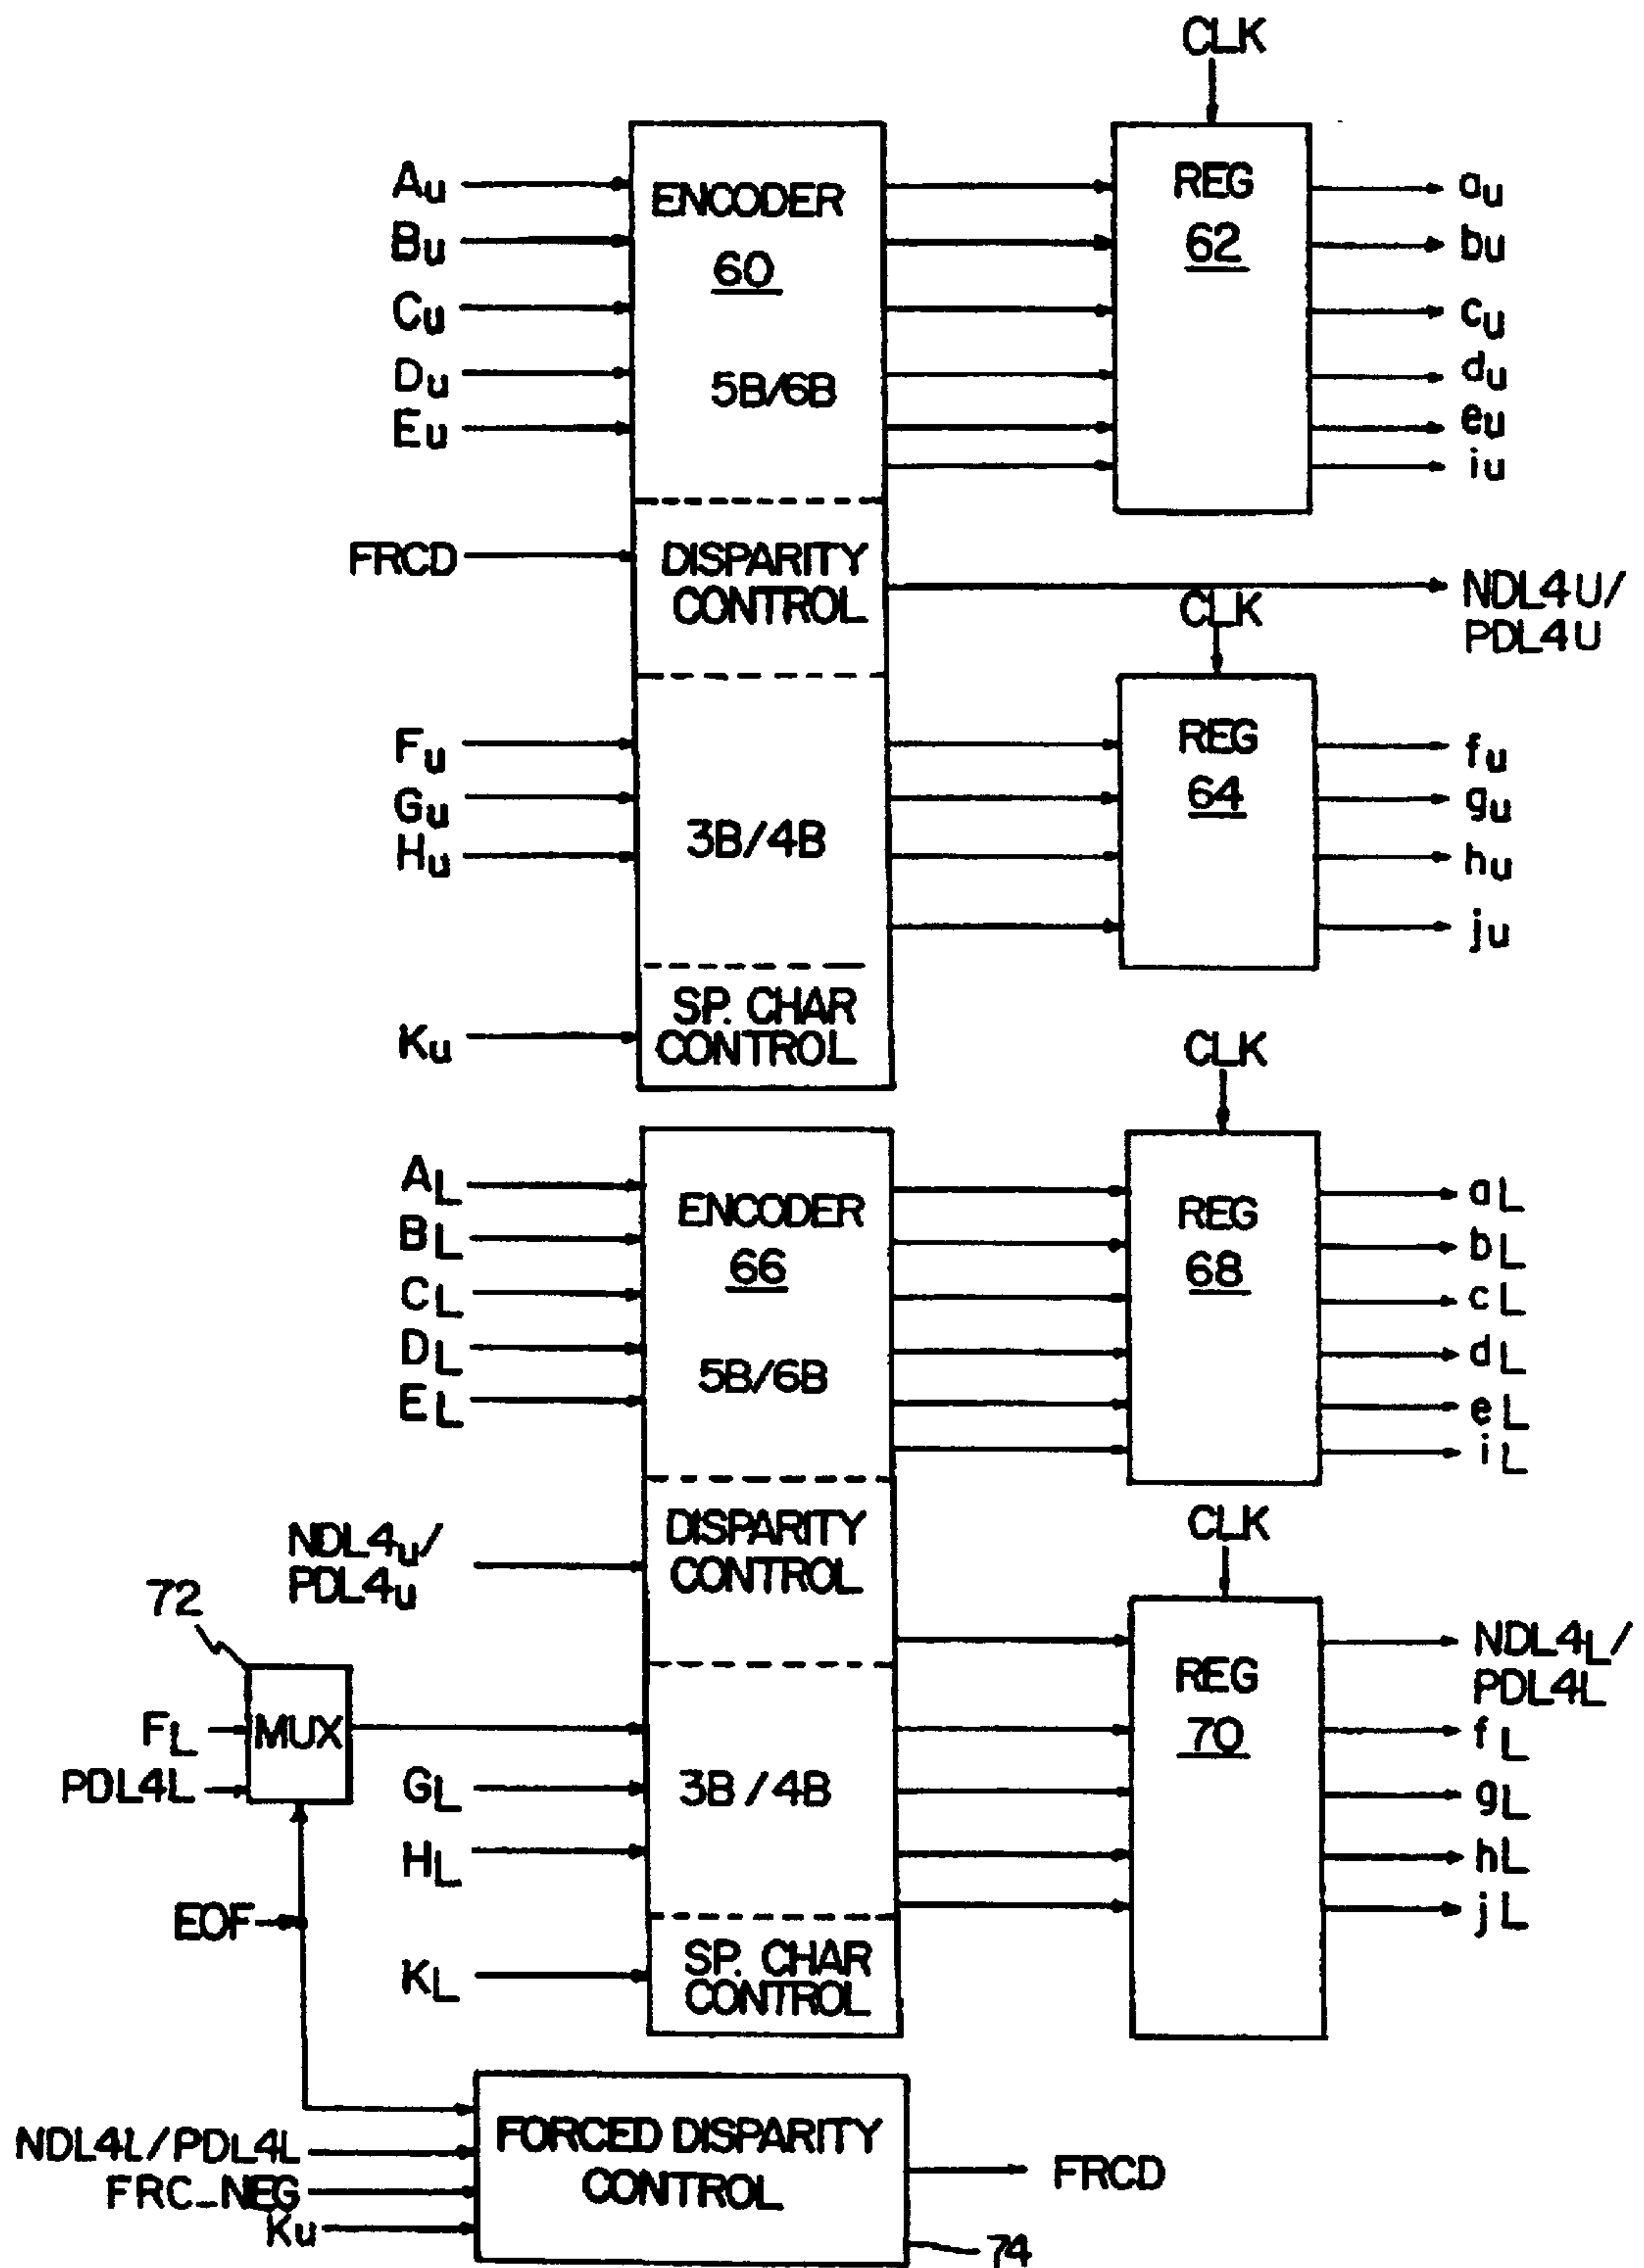 CLK
Au
Bu
Cu
Du
Eu
ENCODER
60
5B/6B
REG
62
au
bu
cu
du
eu
iu
FRCD
DISPARITY
CONTROL
NDL4U/
PDL4U
CLK
Fu
Gu
Hu
3B/4B
REG
64
fu
gu
hu
ju
Ku
SP. CHAR
CONTROL
CLK
AL
BL
CL
DL
EL
ENCODER
66
5B/6B
REG
68
aL
bL
cL
dL
eL
iL
NDL4u/
PDL4u
DISPARITY
CONTROL
CLK
72
MUX
FL
PDL4L
GL
HL
3B/4B
REG
70
NDL4L/
PDL4L
fL
gL
hL
jL
EOF
KL
SP. CHAR
CONTROL
NDL4L/PDL4L
FRC_NEG
Ku
FORCED DISPARITY
CONTROL
FRCD
74